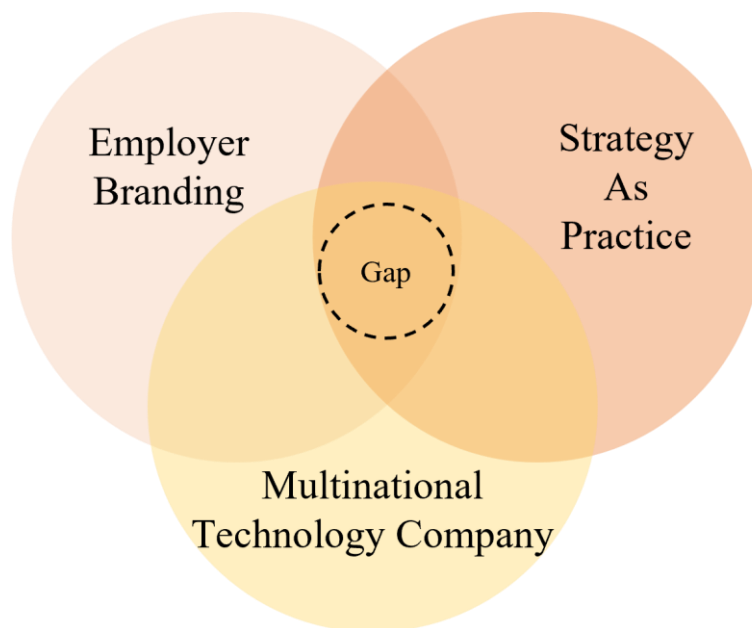 Employer
Branding
Strategy
As
Practice
Gap
Multinational
Technology Company